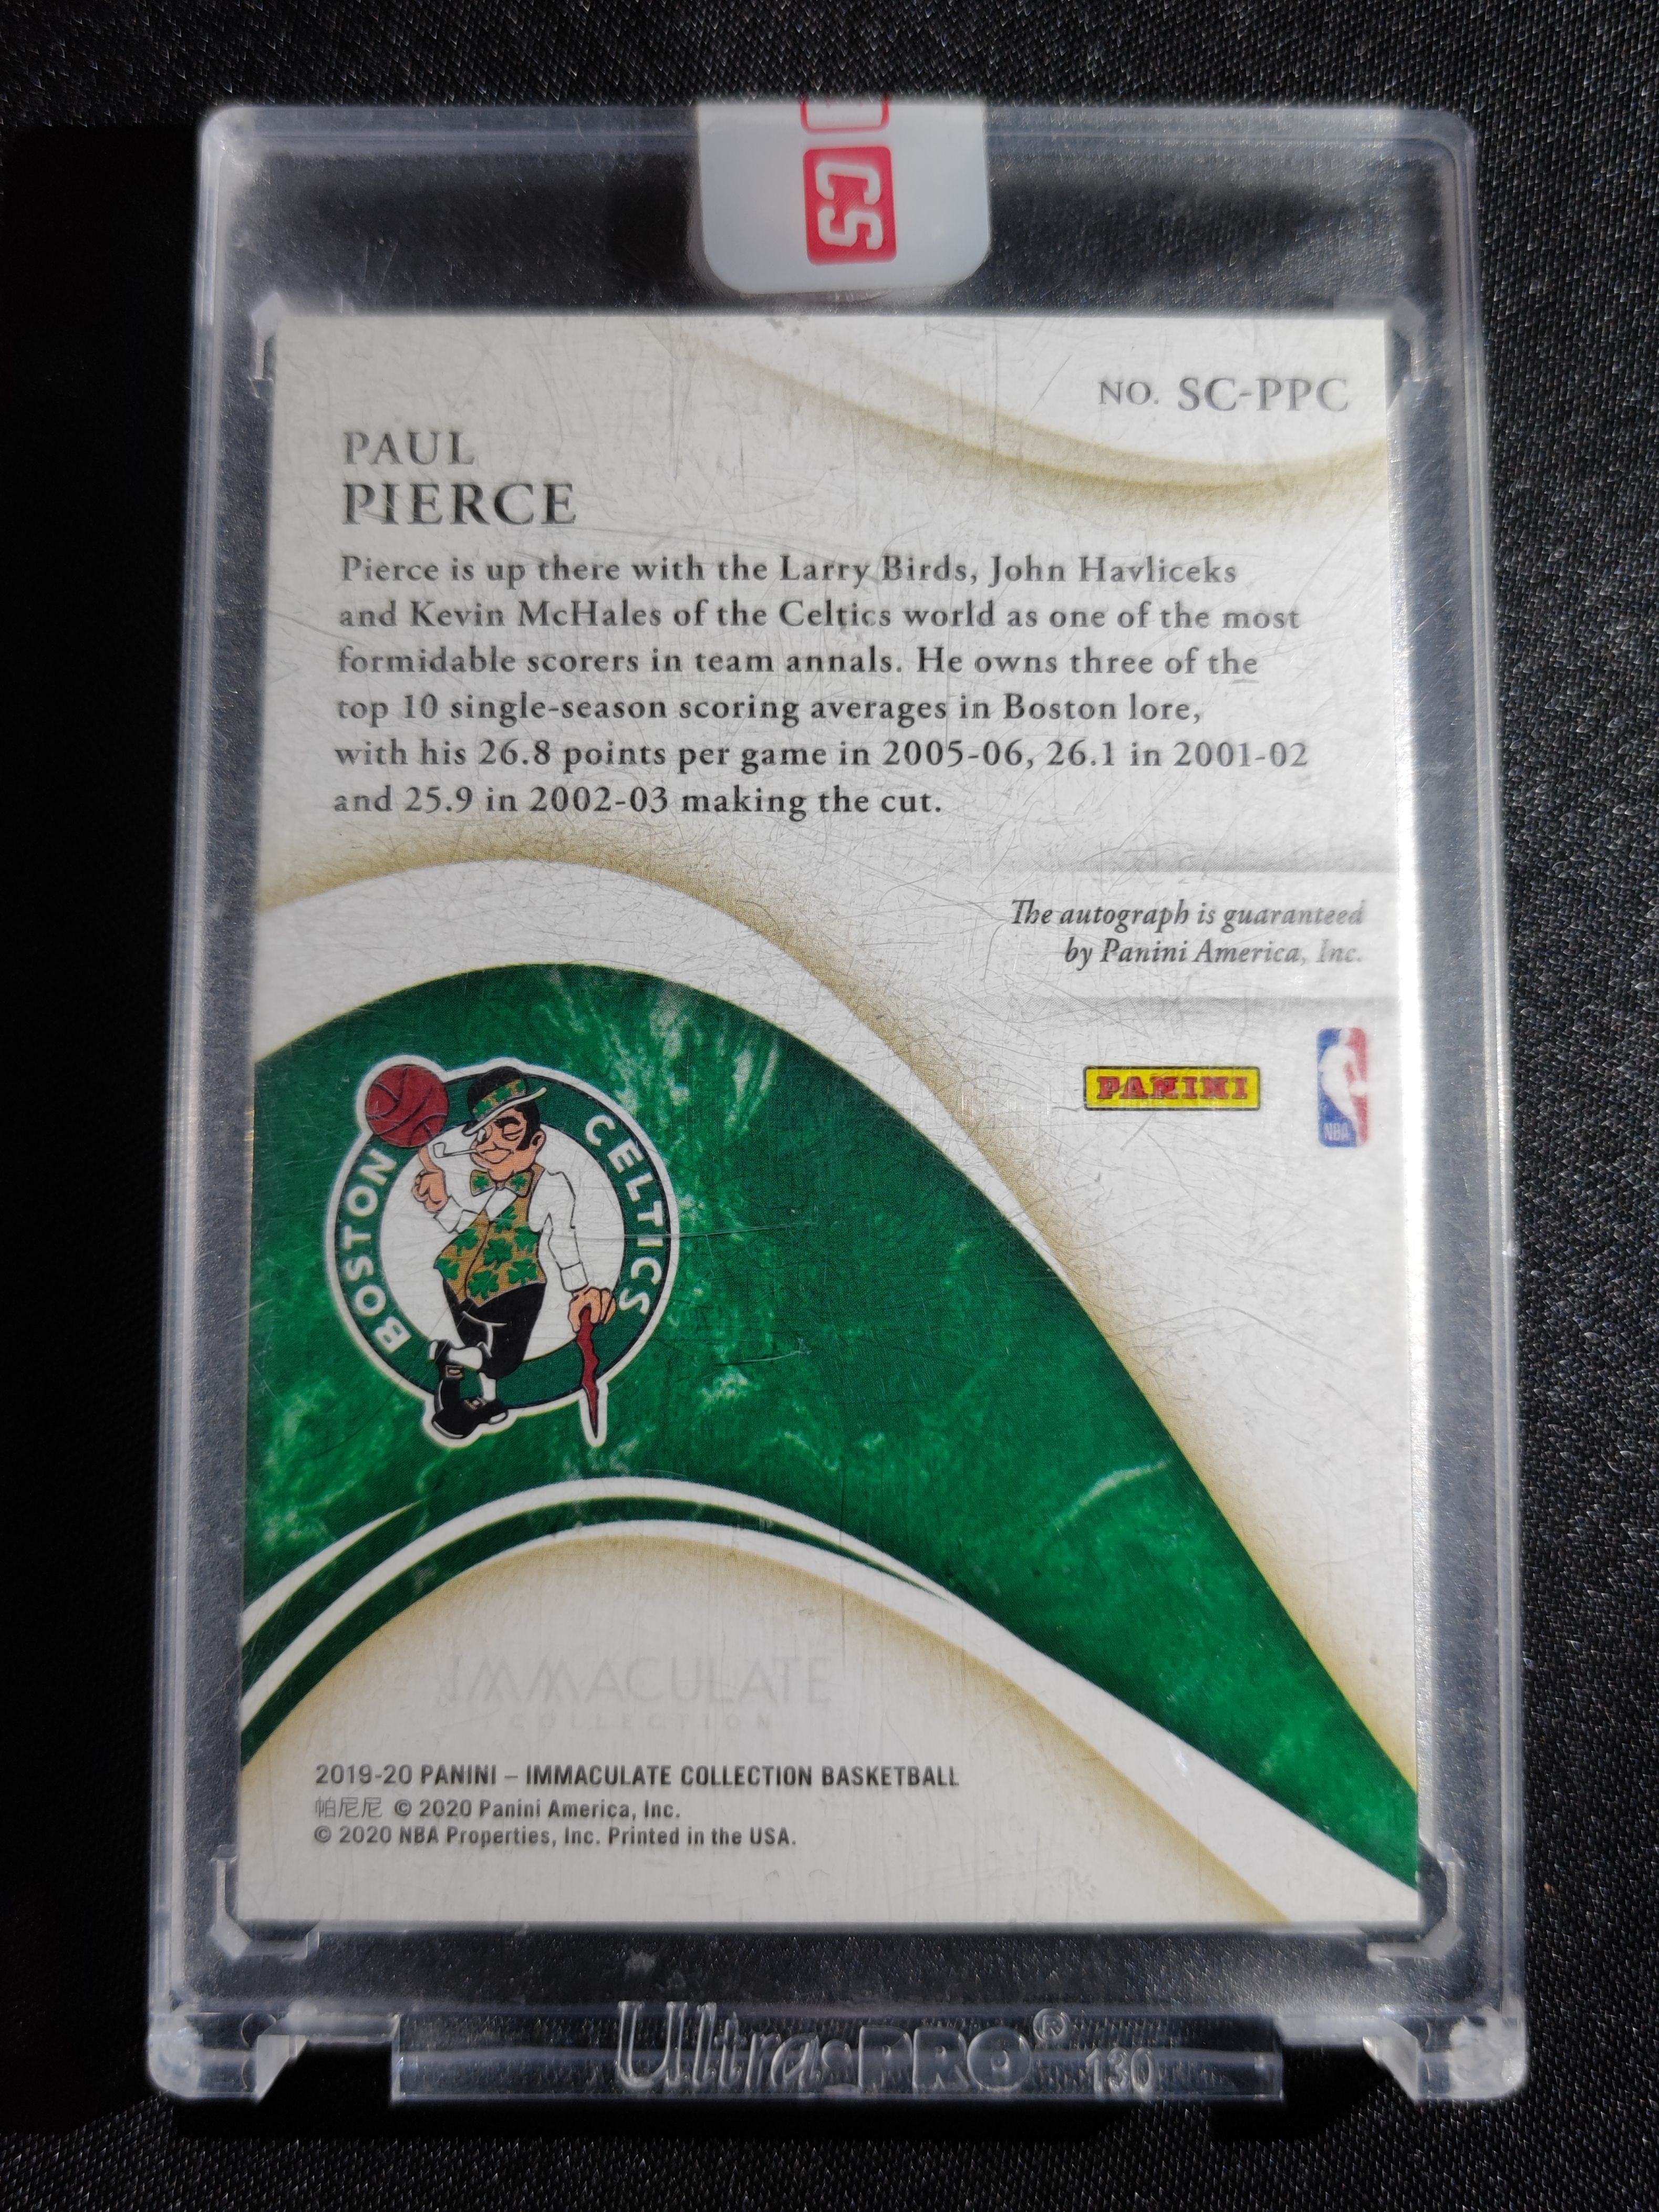 CS
NO. SC-PPC
PAUL
PIERCE
Pierce is up there with the Larry Birds, John Havliceks
and Kevin McHales of the Celtics world as one of the most
formidable scorers in team annals. He owns three of the
top 10 single-season scoring averages in Boston lore,
with his 26.8 points per game in 2005-06, 26.1 in 2001-02
and 25.9 in 2002-03 making the cut.
The autograph is guaranteed
by Panini America, Inc.
PANINI
NBA
BOSTON CELTICS
IMMACULATE
COLLECTION
2019-20 PANINI – IMMACULATE COLLECTION BASKETBALL
帕尼尼 © 2020 Panini America, Inc.
© 2020 NBA Properties, Inc. Printed in the USA.
Ultra•PRO® 130